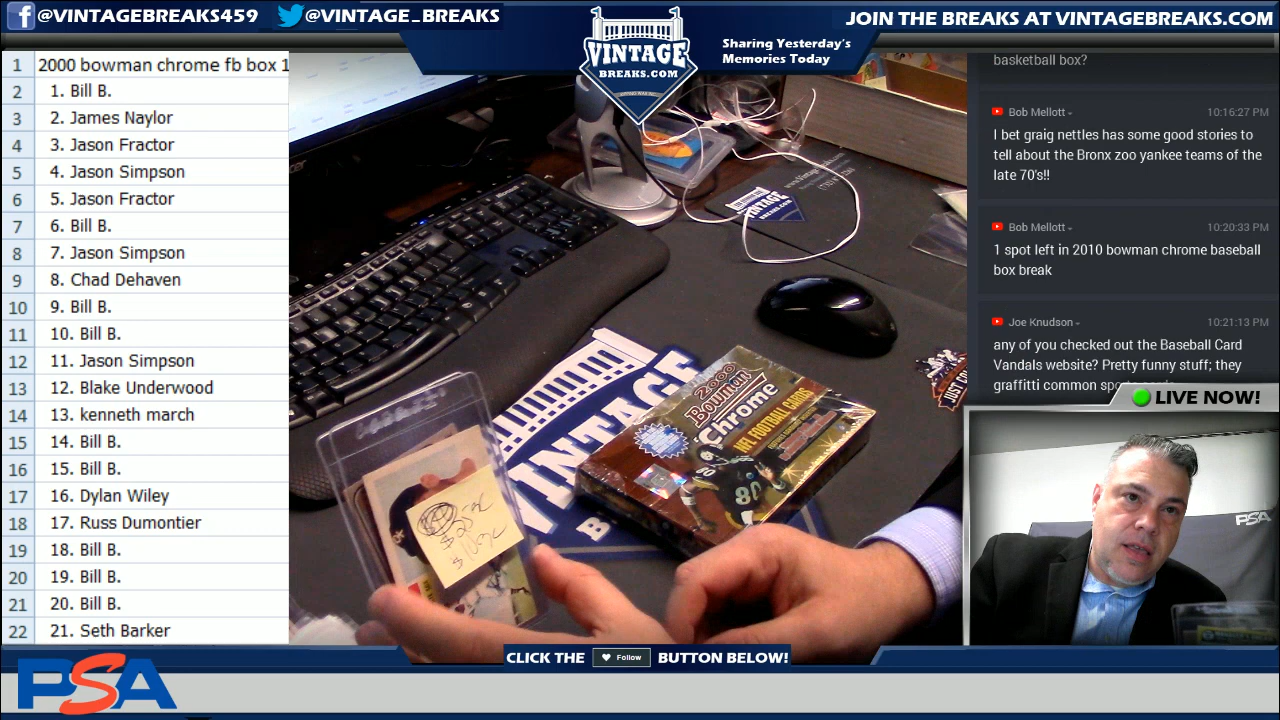 @VINTAGEBREAKS459
@VINTAGE_BREAKS
VINTAGE
BREAKS.COM
Sharing Yesterday's
Memories Today
JOIN THE BREAKS AT VINTAGEBREAKS.COM
1 2000 bowman chrome fb box 1
2 1. Bill B.
3 2. James Naylor
4 3. Jason Fractor
5 4. Jason Simpson
6 5. Jason Fractor
7 6. Bill B.
8 7. Jason Simpson
9 8. Chad Dehaven
10 9. Bill B.
11 10. Bill B.
12 11. Jason Simpson
13 12. Blake Underwood
14 13. kenneth march
15 14. Bill B.
16 15. Bill B.
17 16. Dylan Wiley
18 17. Russ Dumontier
19 18. Bill B.
20 19. Bill B.
21 20. Bill B.
22 21. Seth Barker
VINTAGE
BREAKS.COM
VINTAGE
B
2000
Bowman
Chrome
NFL FOOTBALL CARDS
80
JUST
basketball box?
Bob Mellott 10:16:27 PM
I bet graig nettles has some good stories to
tell about the Bronx zoo yankee teams of the
late 70's!!
Bob Mellott 10:20:33 PM
1 spot left in 2010 bowman chrome baseball
box break
Joe Knudson 10:21:13 PM
any of you checked out the Baseball Card
Vandals website? Pretty funny stuff; they
graffitti common
LIVE NOW!
PSA
CLICK THE Follow BUTTON BELOW!
PSA